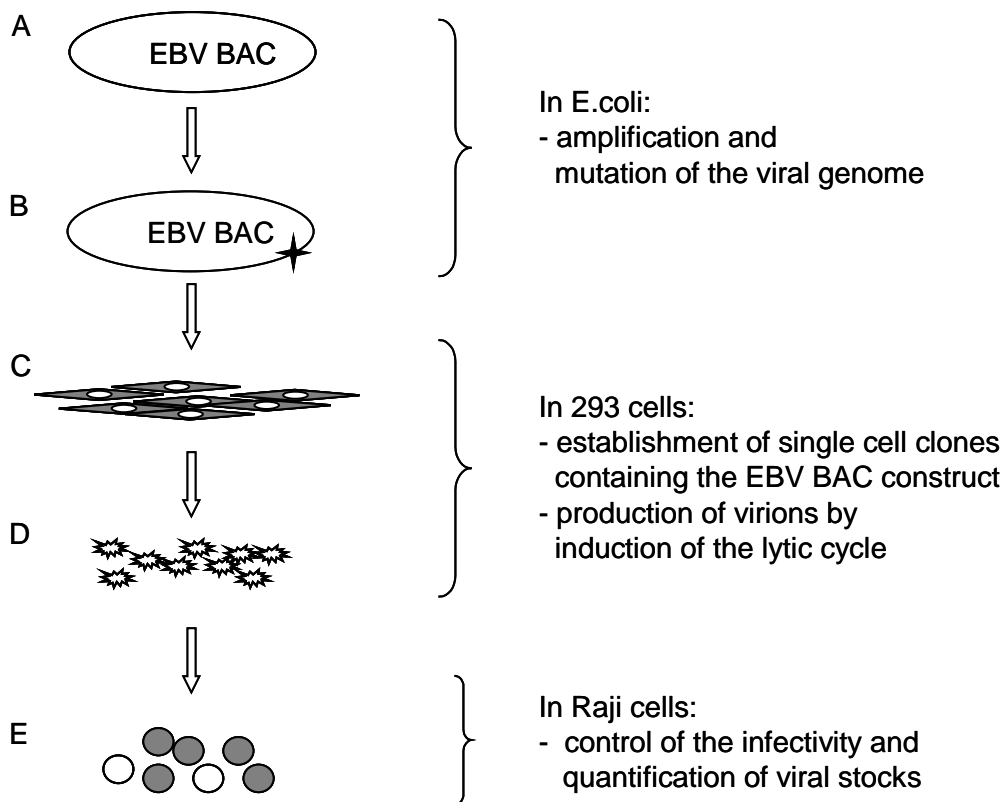 A
EBV BAC
In E.coli:
- amplification and
mutation of the viral genome
B
EBV BAC
C
In 293 cells:
- establishment of single cell clones
containing the EBV BAC construct
- production of virions by
induction of the lytic cycle
D
In Raji cells:
- control of the infectivity and
quantification of viral stocks
E